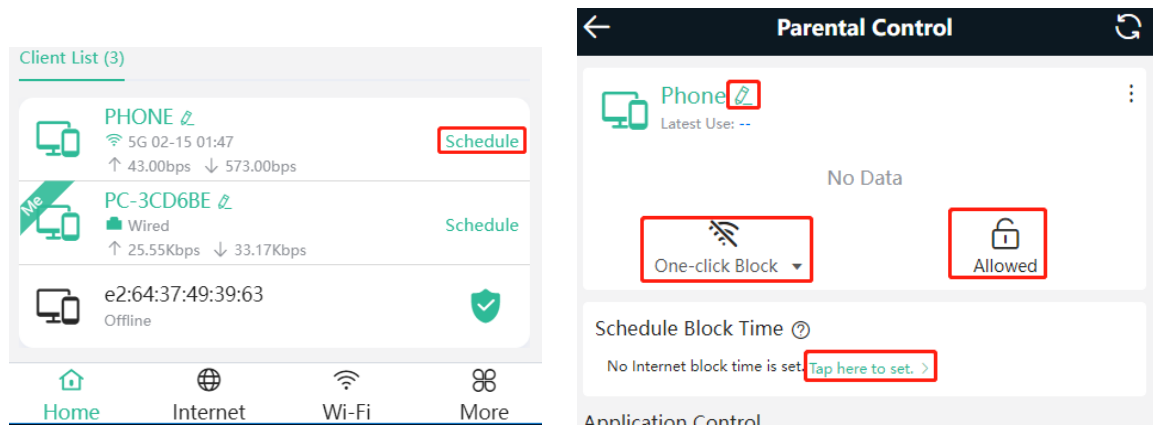 Client List (3)
PHONE
5G 02-15 01:47
↑ 43.00bps ↓ 573.00bps
Schedule
Me
PC-3CD6BE
Wired
↑ 25.55Kbps ↓ 33.17Kbps
Schedule
e2:64:37:49:39:63
Offline
Home Internet Wi-Fi More
Parental Control
Phone
Latest Use: --
No Data
One-click Block
Allowed
Schedule Block Time
No Internet block time is set. Tap here to set. >
Application Control